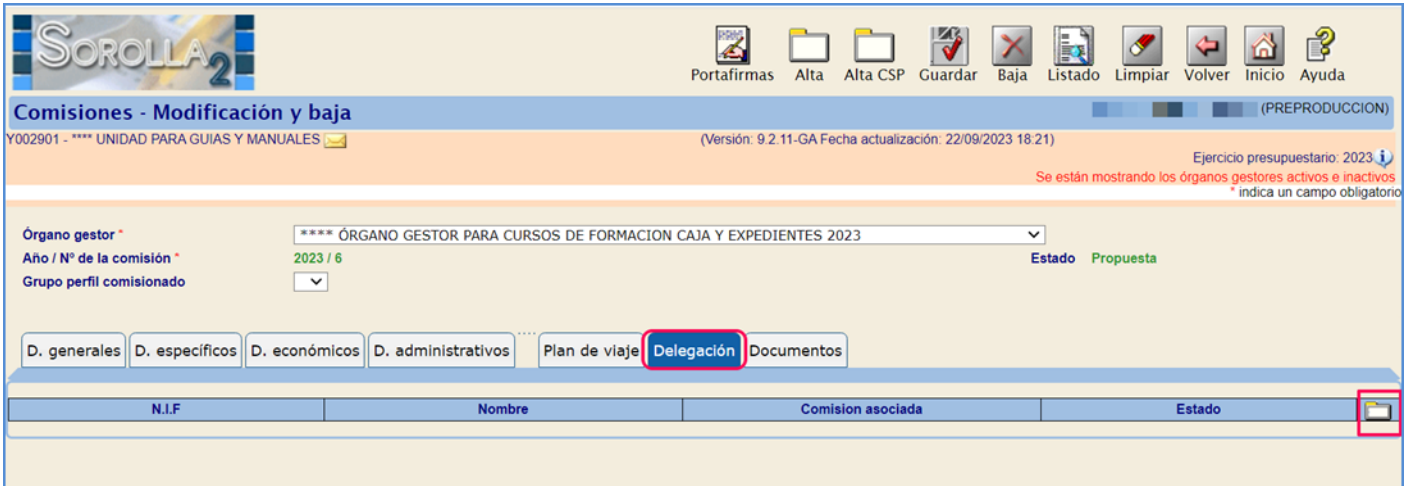 SOROLLA2
Portafirmas Alta Alta CSP Guardar Baja Listado Limpiar Volver Inicio Ayuda
Comisiones - Modificación y baja
(PREPRODUCCION)
Y002901 - **** UNIDAD PARA GUIAS Y MANUALES
(Versión: 9.2.11-GA Fecha actualización: 22/09/2023 18:21)
Ejercicio presupuestario: 2023
Se están mostrando los órganos gestores activos e inactivos
* indica un campo obligatorio
Órgano gestor * **** ÓRGANO GESTOR PARA CURSOS DE FORMACION CAJA Y EXPEDIENTES 2023
Año / Nº de la comisión * 2023 / 6 Estado Propuesta
Grupo perfil comisionado
D. generales D. específicos D. económicos D. administrativos .... Plan de viaje Delegación Documentos
N.I.F Nombre Comision asociada Estado